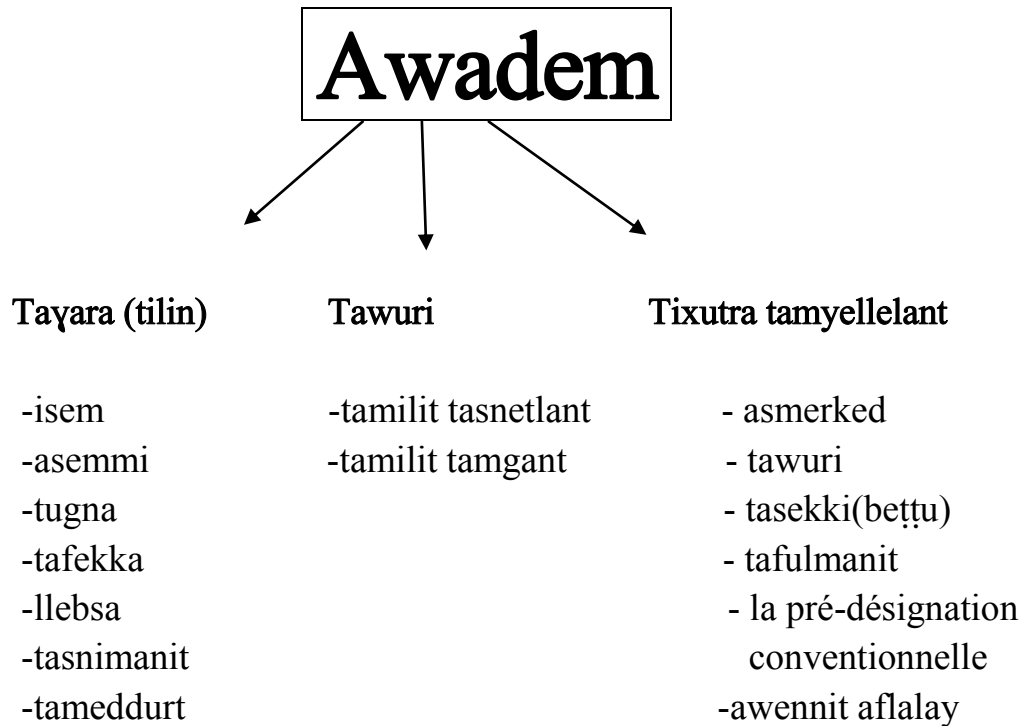 Awadem
Taɣara (tilin) Tawuri Tixutra tamyellelant
-isem -tamilit tasnetlant - asmerked
-asemmi -tamilit tamgant - tawuri
-tugna - tasekki(beṭṭu)
-tafekka - tafulmanit
-llebsa - la pré-désignation
-tasnimanit conventionnelle
-tameddurt -awennit aflalay